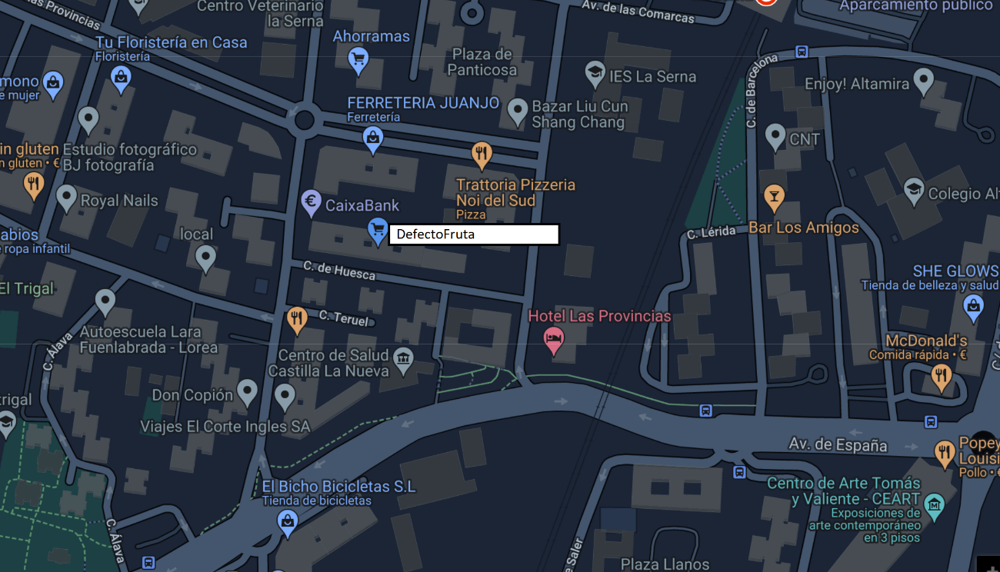 las Provincias
Centro Veterinario
la Serna
Av. de las Comarcas
Aparcamiento público
Tu Floristería en Casa
Floristería
Ahorramas
Plaza de
Panticosa
IES La Serna
C. de Barcelona
Enjoy! Altamira
mono
e mujer
FERRETERIA JUANJO
Ferretería
Bazar Liu Cun
Shang Chang
CNT
in gluten
n gluten • €
Estudio fotográfico
BJ fotografía
Trattoria Pizzeria
Noi del Sud
Pizza
Colegio Al
Royal Nails
CaixaBank
DefectoFruta
C. Lérida
Bar Los Amigos
abios
e ropa infantil
local
C. de Huesca
SHE GLOWS
Tienda de belleza y salud
El Trigal
C. Teruel
Hotel Las Provincias
Autoescuela Lara
Fuenlabrada - Lorea
C. Álava
McDonald's
Comida rápida • €
Centro de Salud
Castilla La Nueva
Don Copión
trigal
Viajes El Corte Ingles SA
Av. de España
Popey
Louisi
Pollo • €
El Bicho Bicicletas S.L
Tienda de bicicletas
Centro de Arte Tomás
y Valiente - CEART
Exposiciones de
arte contemporáneo
en 3 pisos
C. Álava
e Saler
Plaza Llanos